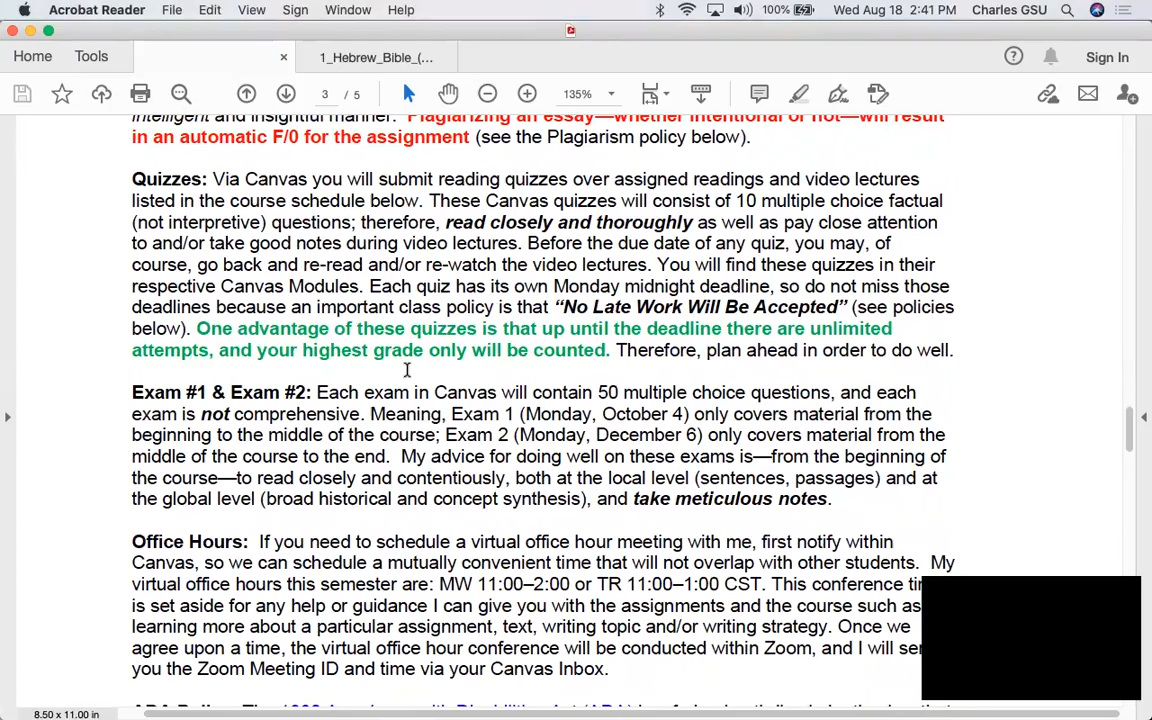 Acrobat Reader File Edit View Sign Window Help 100% Wed Aug 18 2:41 PM Charles GSU
Home Tools 1_Hebrew_Bible_(... Sign In
3 / 5 135%
intelligent and insightful manner. Plagiarizing an essay—whether intentional or not—will result
in an automatic F/0 for the assignment (see the Plagiarism policy below).
Quizzes: Via Canvas you will submit reading quizzes over assigned readings and video lectures
listed in the course schedule below. These Canvas quizzes will consist of 10 multiple choice factual
(not interpretive) questions; therefore, read closely and thoroughly as well as pay close attention
to and/or take good notes during video lectures. Before the due date of any quiz, you may, of
course, go back and re-read and/or re-watch the video lectures. You will find these quizzes in their
respective Canvas Modules. Each quiz has its own Monday midnight deadline, so do not miss those
deadlines because an important class policy is that “No Late Work Will Be Accepted” (see policies
below). One advantage of these quizzes is that up until the deadline there are unlimited
attempts, and your highest grade only will be counted. Therefore, plan ahead in order to do well.
Exam #1 & Exam #2: Each exam in Canvas will contain 50 multiple choice questions, and each
exam is not comprehensive. Meaning, Exam 1 (Monday, October 4) only covers material from the
beginning to the middle of the course; Exam 2 (Monday, December 6) only covers material from the
middle of the course to the end. My advice for doing well on these exams is—from the beginning of
the course—to read closely and contentiously, both at the local level (sentences, passages) and at
the global level (broad historical and concept synthesis), and take meticulous notes.
Office Hours: If you need to schedule a virtual office hour meeting with me, first notify within
Canvas, so we can schedule a mutually convenient time that will not overlap with other students. My
virtual office hours this semester are: MW 11:00–2:00 or TR 11:00–1:00 CST. This conference
is set aside for any help or guidance I can give you with the assignments and the course such as
learning more about a particular assignment, text, writing topic and/or writing strategy. Once we
agree upon a time, the virtual office hour conference will be conducted within Zoom, and I will
you the Zoom Meeting ID and time via your Canvas Inbox.
8.50 x 11.00 in